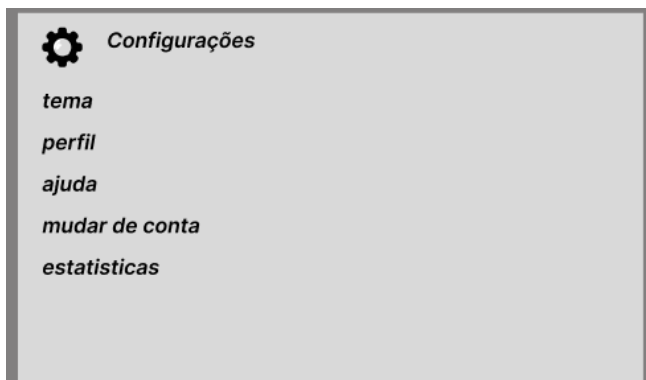 Configurações
tema
perfil
ajuda
mudar de conta
estatisticas